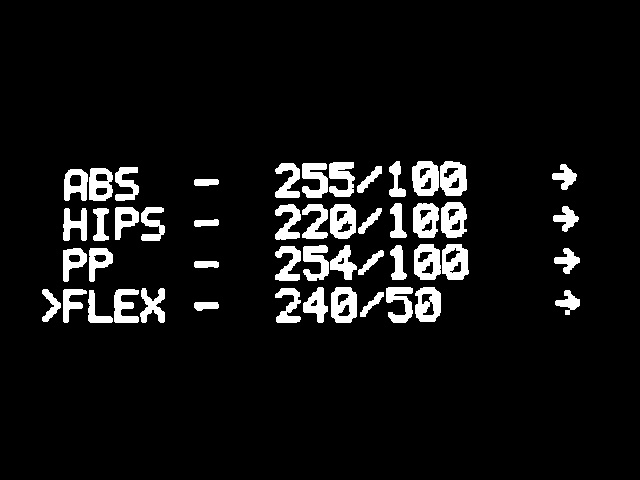 ABS - 255/100 →
HIPS - 220/100 →
PP - 254/100 →
>FLEX - 240/50 →